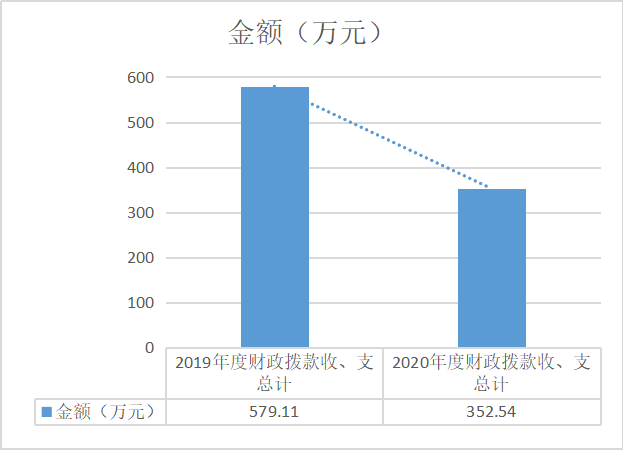 金额（万元）
600
500
400
300
200
100
0
2019年度财政拨款收、支
总计
2020年度财政拨款收、支
总计
金额（万元） 579.11 352.54